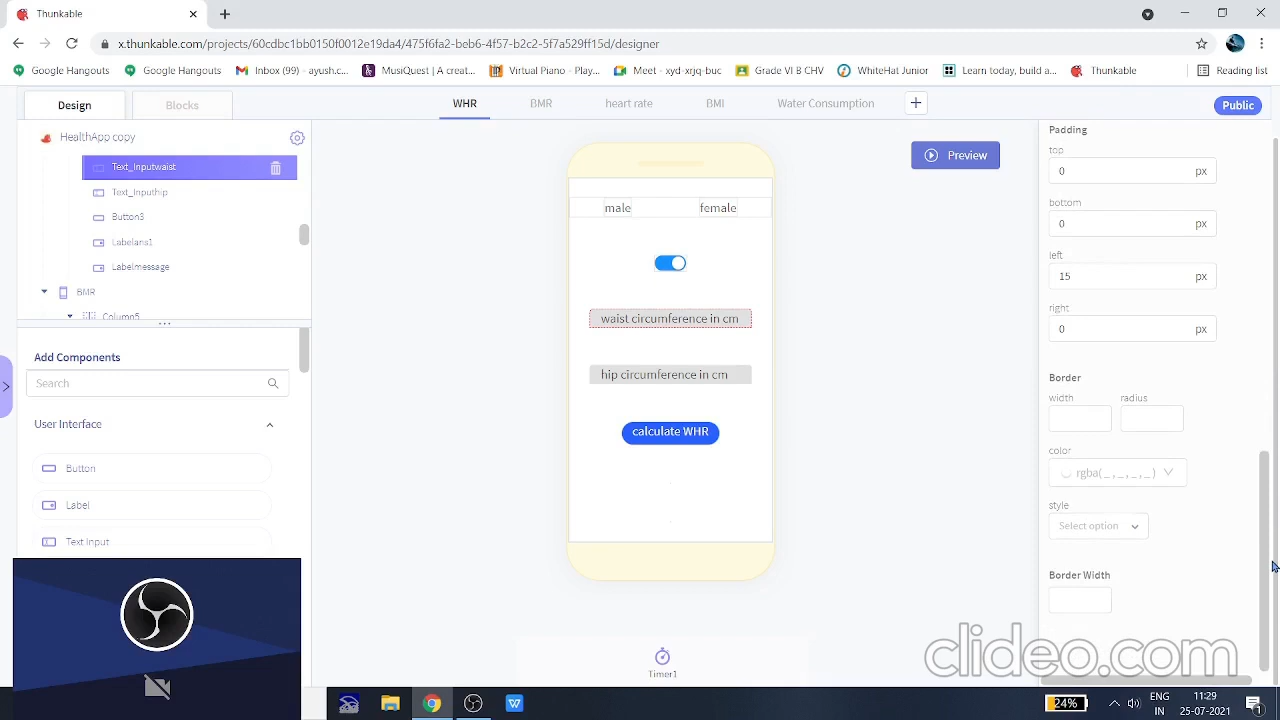 Thunkable
x.thunkable.com/projects/60cdbc1b0150f0012e19da4/475f6fa2-beb6-4f57-b2c2-5f7a529ff15d/designer
Google Hangouts
Google Hangouts
Inbox (99) - ayush.c...
MusiQuest | A creat...
Virtual Piano - Play...
Meet - xyd-xrjq-buc
Grade VI B CHV
WhiteHat Junior
Learn today, build a...
Thunkable
Reading list
Design
Blocks
WHR
BMR
heart rate
BMI
Water Consumption
Public
HealthApp copy
Text_Inputwaist
Text_Inputhip
Button3
Labelans1
Labelmessage
BMR
Column5
Add Components
Search
User Interface
Button
Label
Text Input
Preview
male
female
waist circumference in cm
hip circumference in cm
calculate WHR
Timer1
Padding
top
0 px
bottom
0 px
left
15 px
right
0 px
Border
width
radius
color
rgba(_,_,_,_)
style
Select option
Border Width
clideo.com
24%
ENG
IN
11:29
25-07-2021